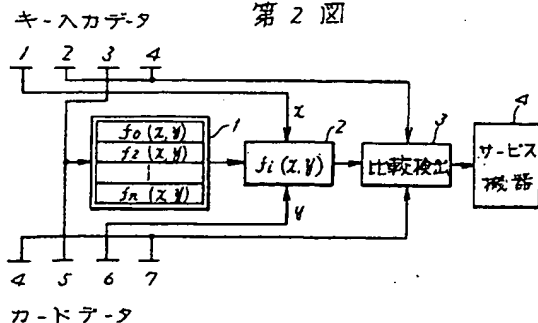 第2図
キー入力データ
1 2 3 4
f0(x,y)
f2(x,y)
fn(x,y)
1
x
fi(x,y)
2
y
比較検出
3
サービス
機器
4
4 5 6 7
カードデータ